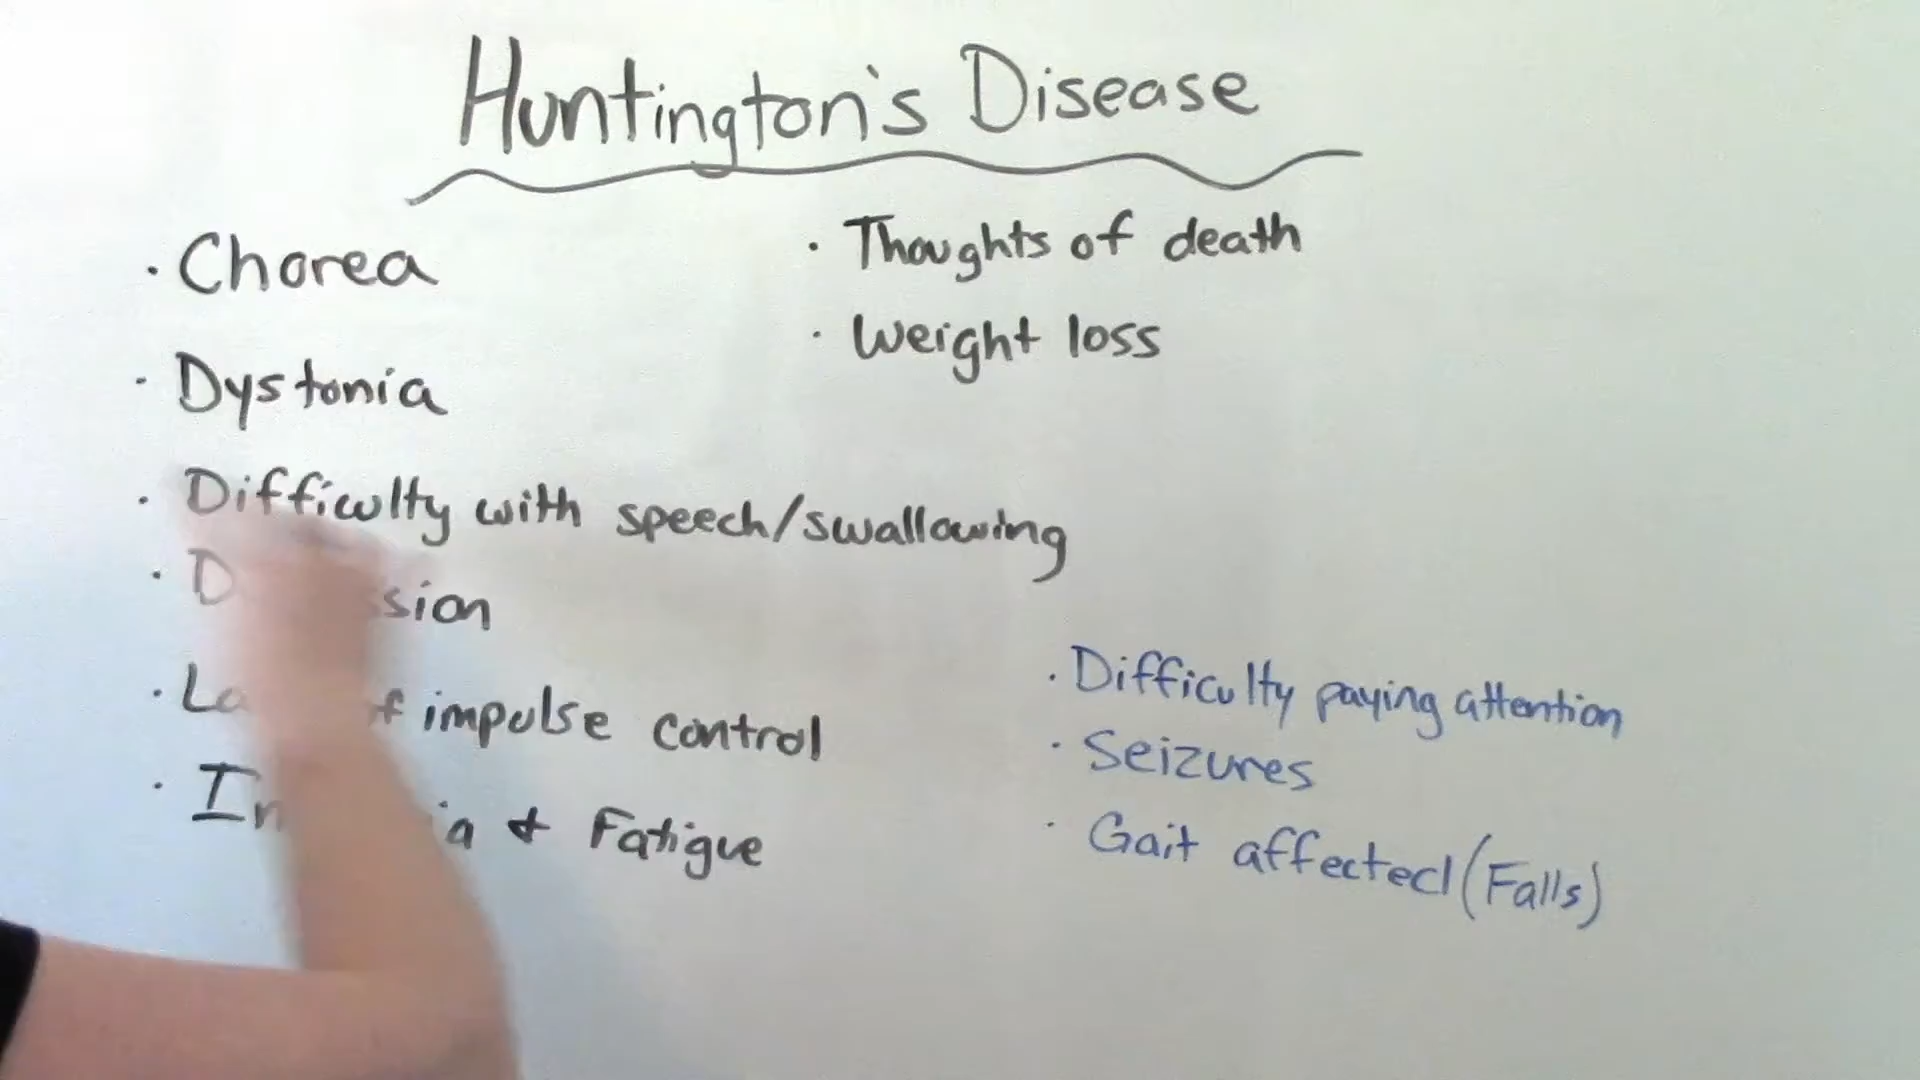 Huntington's Disease
· Chorea
· Dystonia
· Difficulty with speech/swallowing
·
· impulse control
· & Fatigue
· Thoughts of death
· Weight loss
· Difficulty paying attention
· Seizures
· Gait affected (Falls)